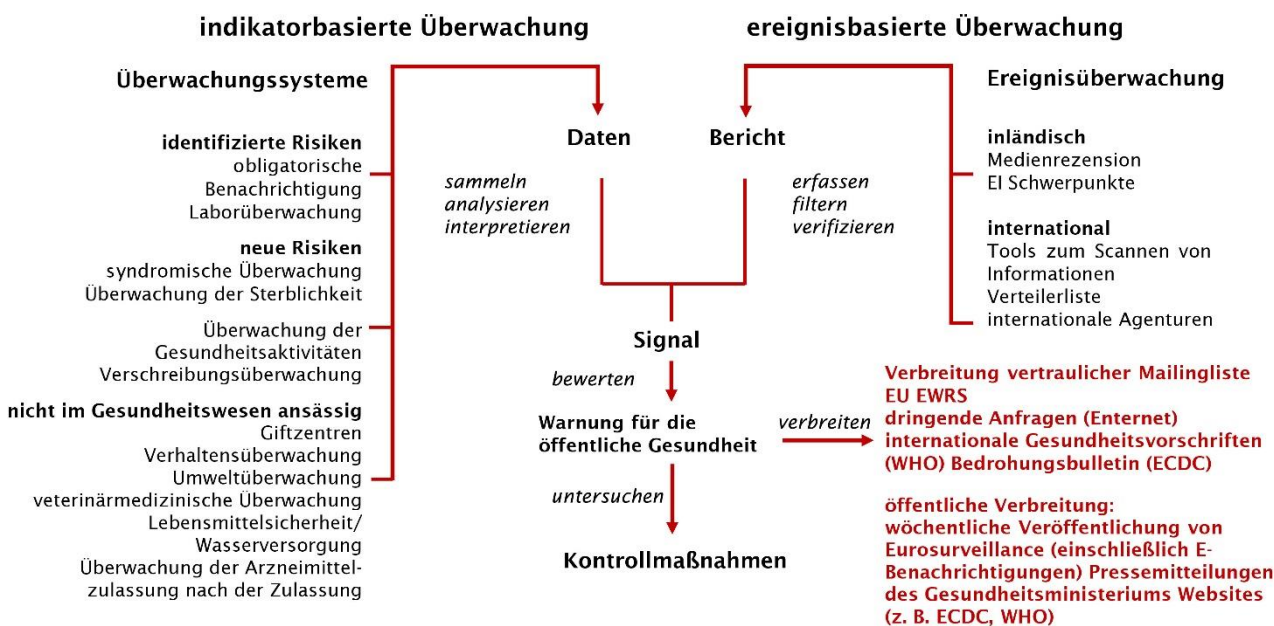 indikatorbasierte Überwachung
ereignisbasierte Überwachung
Überwachungssysteme
identifizierte Risiken
obligatorische
Benachrichtigung
Laborüberwachung
neue Risiken
syndromische Überwachung
Überwachung der Sterblichkeit
Überwachung der
Gesundheitsaktivitäten
Verschreibungsüberwachung
nicht im Gesundheitswesen ansässig
Giftzentren
Verhaltensüberwachung
Umweltüberwachung
veterinärmedizinische Überwachung
Lebensmittelsicherheit/
Wasserversorgung
Überwachung der Arzneimittel-
zulassung nach der Zulassung
Daten
sammeln
analysieren
interpretieren
Bericht
erfassen
filtern
verifizieren
Ereignisüberwachung
inländisch
Medienrezension
EI Schwerpunkte
international
Tools zum Scannen von
Informationen
Verteilerliste
internationale Agenturen
Signal
bewerten
Warnung für die
öffentliche Gesundheit
verbreiten
untersuchen
Kontrollmaßnahmen
Verbreitung vertraulicher Mailingliste
EU EWRS
dringende Anfragen (Enternet)
internationale Gesundheitsvorschriften
(WHO) Bedrohungsbulletin (ECDC)
öffentliche Verbreitung:
wöchentliche Veröffentlichung von
Eurosurveillance (einschließlich E-
Benachrichtigungen) Pressemitteilungen
des Gesundheitsministeriums Websites
(z. B. ECDC, WHO)